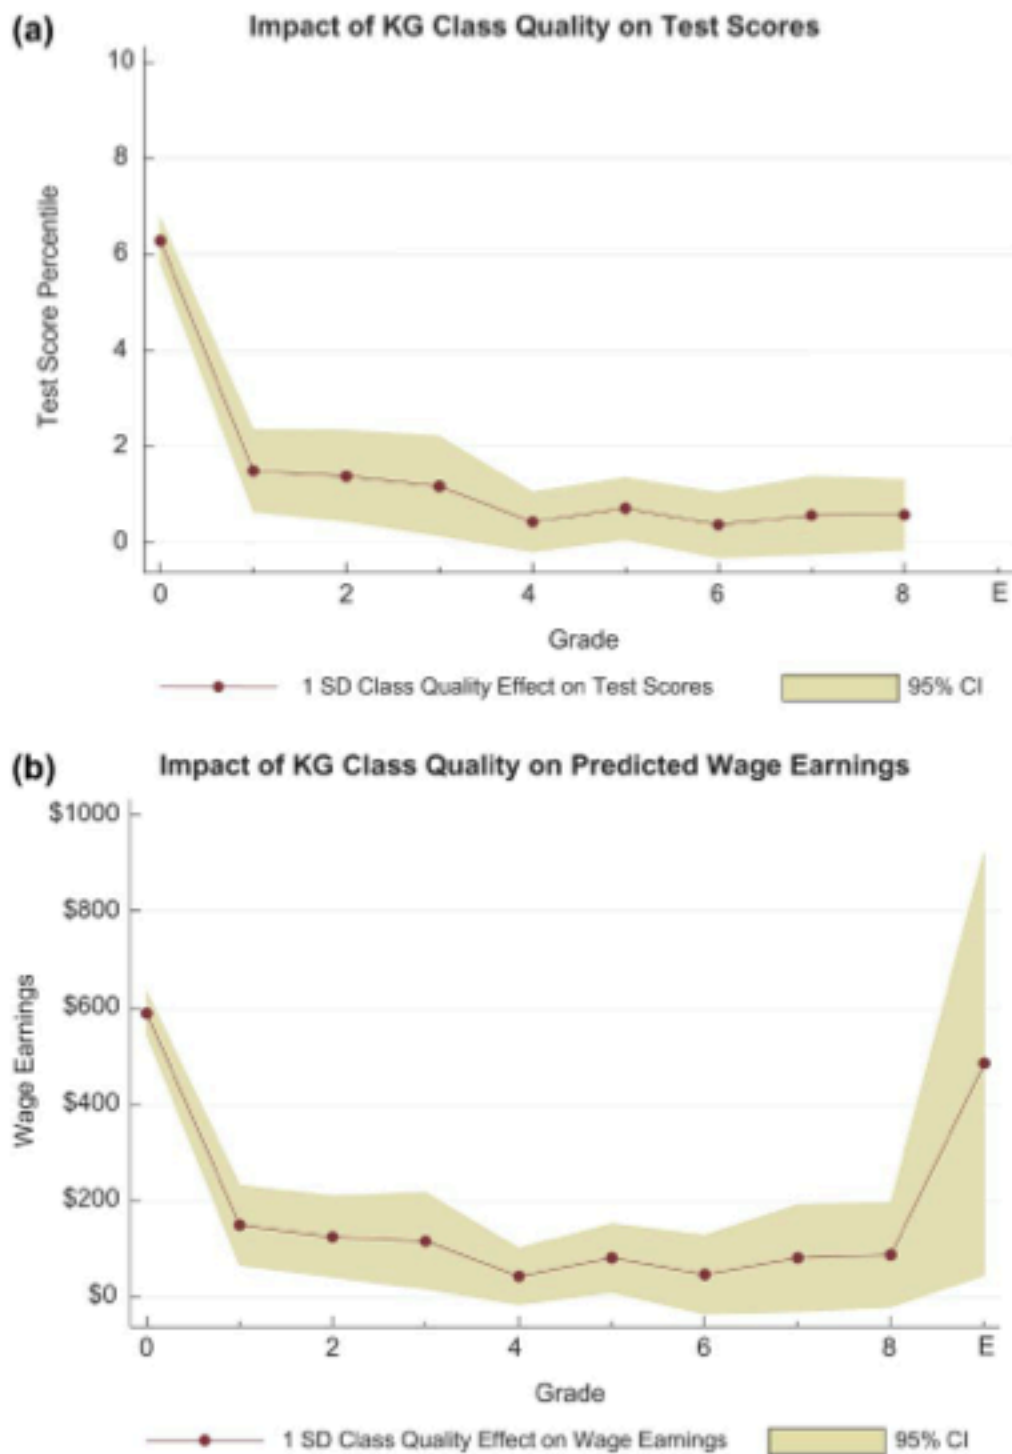 (a) Impact of KG Class Quality on Test Scores
10
8
6
4
2
0
Test Score Percentile
0 2 4 6 8 E
Grade
1 SD Class Quality Effect on Test Scores 95% CI
(b) Impact of KG Class Quality on Predicted Wage Earnings
$1000
$800
$600
$400
$200
$0
Wage Earnings
0 2 4 6 8 E
Grade
1 SD Class Quality Effect on Wage Earnings 95% CI